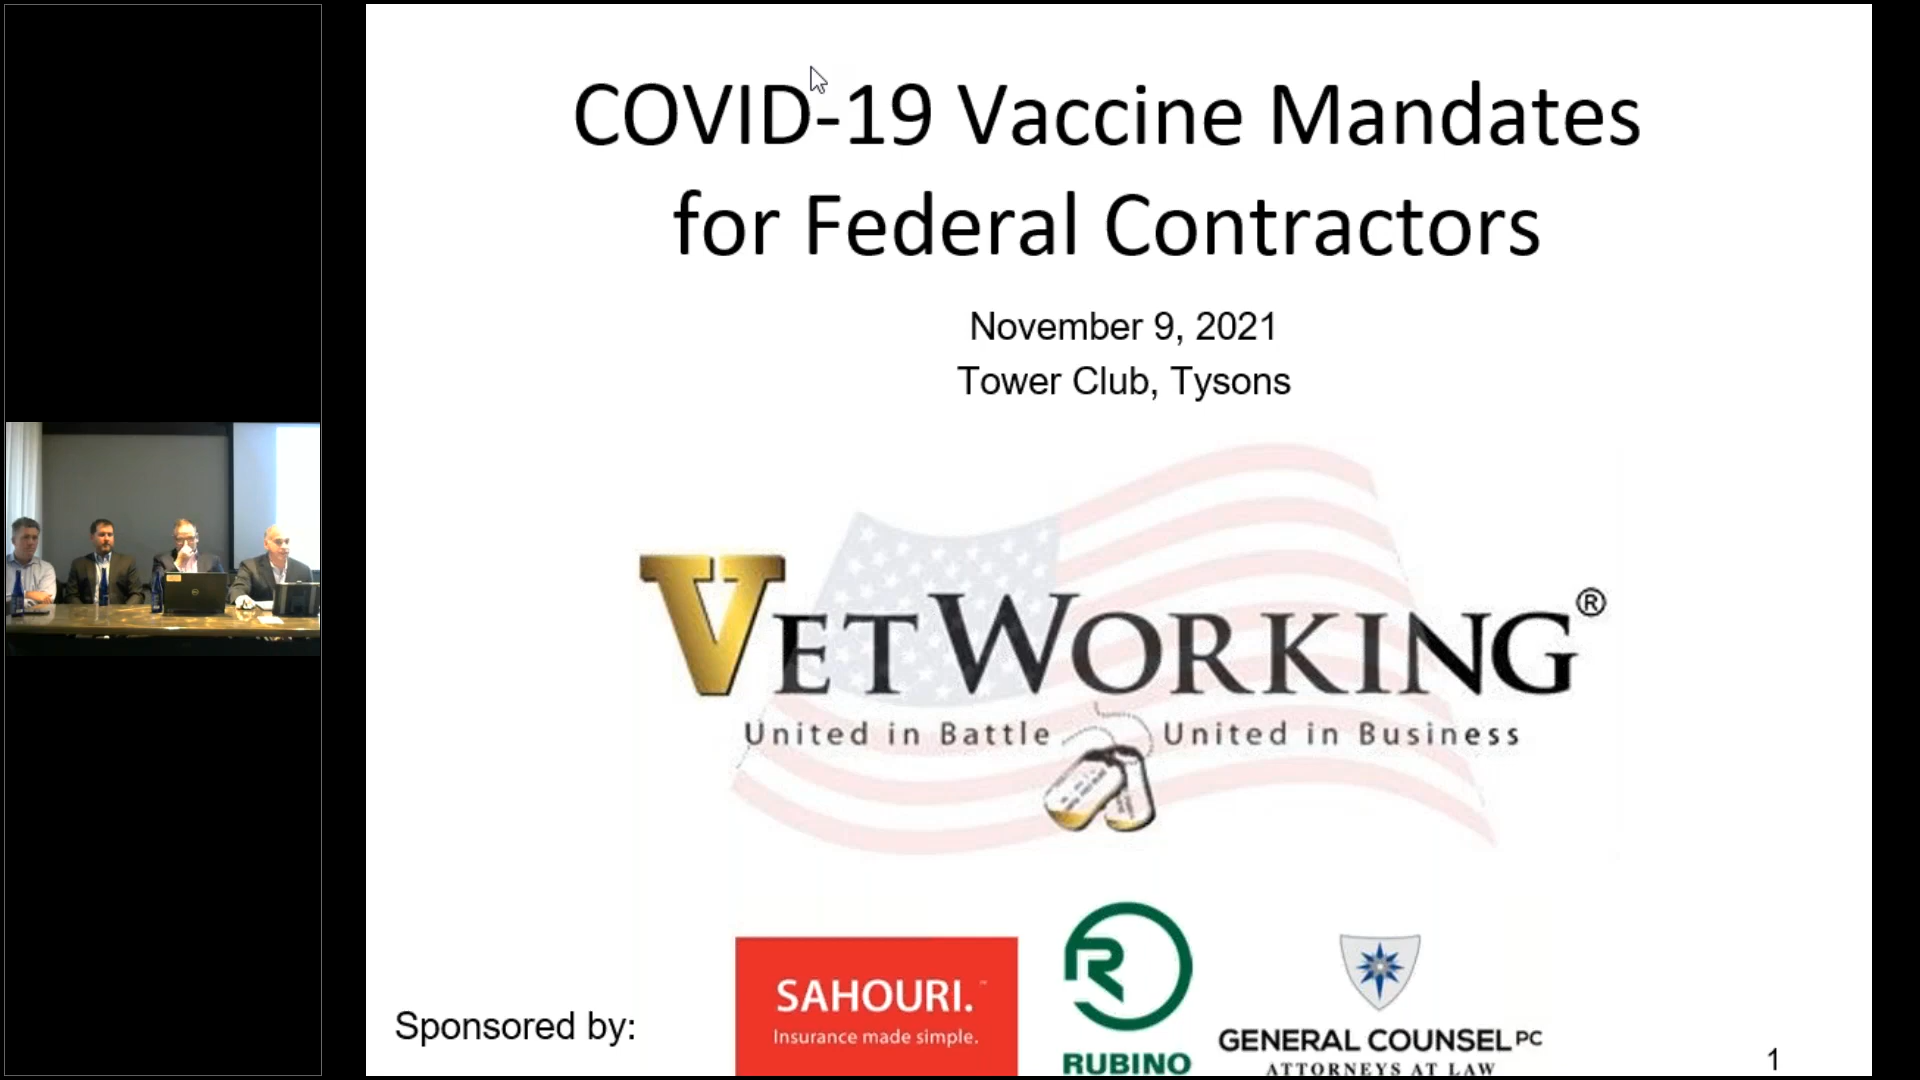 COVID-19 Vaccine Mandates
for Federal Contractors
November 9, 2021
Tower Club, Tysons
VETWORKING®
United in Battle United in Business
Sponsored by:
SAHOURI.™
Insurance made simple.
R
RUBINO
GENERAL COUNSEL PC
ATTORNEYS AT LAW
1